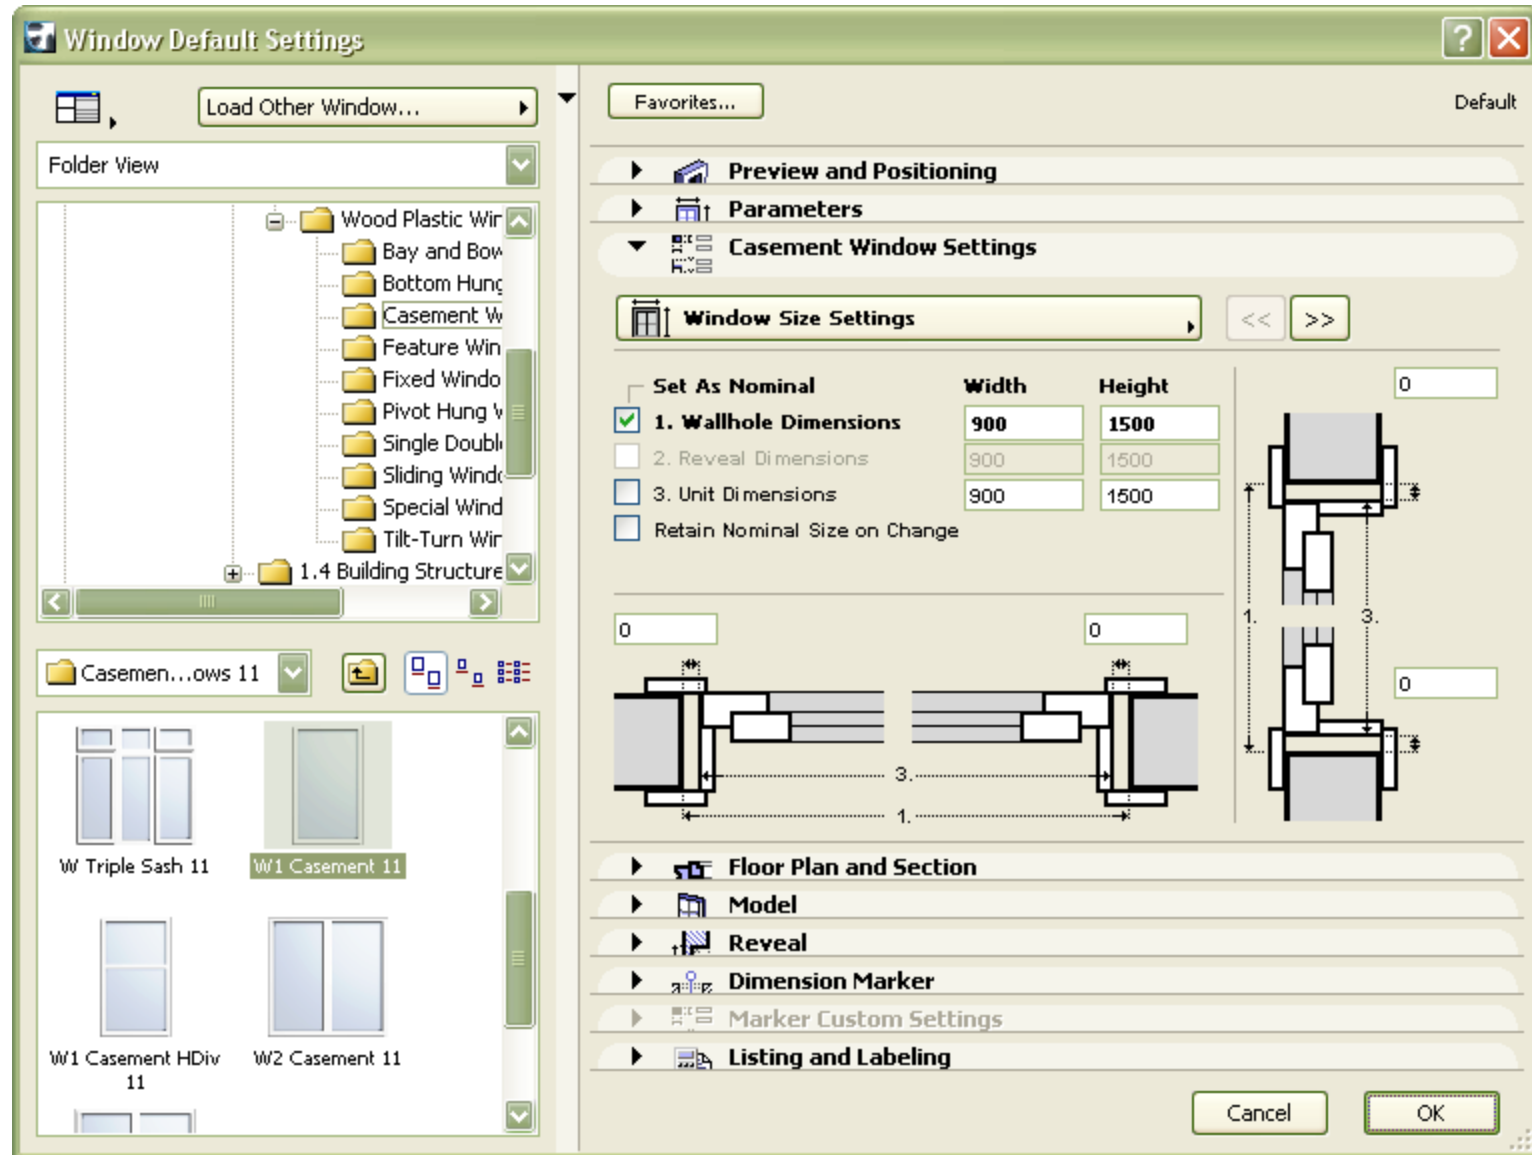 Window Default Settings
?
Load Other Window...
Folder View
Wood Plastic Wir
Bay and Bow
Bottom Hung
Casement W
Feature Win
Fixed Windo
Pivot Hung
Single Double
Sliding Windo
Special Wind
Tilt-Turn Wir
1.4 Building Structure
Casemen...ows 11
W Triple Sash 11
W1 Casement 11
W1 Casement HDiv
11
W2 Casement 11
Favorites...
Default
Preview and Positioning
Parameters
Casement Window Settings
Window Size Settings
<<
>>
Set As Nominal Width Height
1. Wallhole Dimensions 900 1500
2. Reveal Dimensions 900 1500
3. Unit Dimensions 900 1500
Retain Nominal Size on Change
0
1.
3.
0
0
0
3.
1.
Floor Plan and Section
Model
Reveal
Dimension Marker
Marker Custom Settings
Listing and Labeling
Cancel
OK